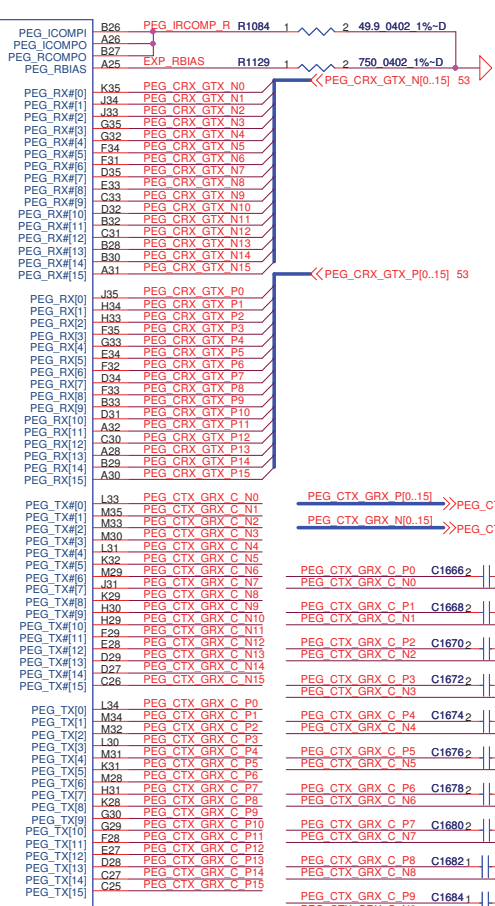 PEG_ICOMPI B26 PEG_IRCOMP_R R1084 1 2 49.9_0402_1%~D
PEG_ICOMPO A26
PEG_RCOMPO B27
PEG_RBIAS A25 EXP_RBIAS R1129 1 2 750_0402_1%~D
PEG_CRX_GTX_N[0..15] 53
PEG_RX#[0] K35 PEG_CRX_GTX_N0
PEG_RX#[1] J34 PEG_CRX_GTX_N1
PEG_RX#[2] J33 PEG_CRX_GTX_N2
PEG_RX#[3] G35 PEG_CRX_GTX_N3
PEG_RX#[4] G32 PEG_CRX_GTX_N4
PEG_RX#[5] F34 PEG_CRX_GTX_N5
PEG_RX#[6] F31 PEG_CRX_GTX_N6
PEG_RX#[7] D35 PEG_CRX_GTX_N7
PEG_RX#[8] E33 PEG_CRX_GTX_N8
PEG_RX#[9] C33 PEG_CRX_GTX_N9
PEG_RX#[10] D32 PEG_CRX_GTX_N10
PEG_RX#[11] B32 PEG_CRX_GTX_N11
PEG_RX#[12] C31 PEG_CRX_GTX_N12
PEG_RX#[13] B28 PEG_CRX_GTX_N13
PEG_RX#[14] B30 PEG_CRX_GTX_N14
PEG_RX#[15] A31 PEG_CRX_GTX_N15
PEG_CRX_GTX_P[0..15] 53
PEG_RX[0] J35 PEG_CRX_GTX_P0
PEG_RX[1] H34 PEG_CRX_GTX_P1
PEG_RX[2] H33 PEG_CRX_GTX_P2
PEG_RX[3] F35 PEG_CRX_GTX_P3
PEG_RX[4] G33 PEG_CRX_GTX_P4
PEG_RX[5] E34 PEG_CRX_GTX_P5
PEG_RX[6] F32 PEG_CRX_GTX_P6
PEG_RX[7] D34 PEG_CRX_GTX_P7
PEG_RX[8] F33 PEG_CRX_GTX_P8
PEG_RX[9] B33 PEG_CRX_GTX_P9
PEG_RX[10] D31 PEG_CRX_GTX_P10
PEG_RX[11] A32 PEG_CRX_GTX_P11
PEG_RX[12] C30 PEG_CRX_GTX_P12
PEG_RX[13] A28 PEG_CRX_GTX_P13
PEG_RX[14] B29 PEG_CRX_GTX_P14
PEG_RX[15] A30 PEG_CRX_GTX_P15
PEG_TX#[0] L33 PEG_CTX_GRX_C_N0
PEG_TX#[1] M35 PEG_CTX_GRX_C_N1
PEG_TX#[2] M33 PEG_CTX_GRX_C_N2
PEG_TX#[3] M30 PEG_CTX_GRX_C_N3
PEG_TX#[4] L31 PEG_CTX_GRX_C_N4
PEG_TX#[5] K32 PEG_CTX_GRX_C_N5
PEG_TX#[6] M29 PEG_CTX_GRX_C_N6
PEG_TX#[7] J31 PEG_CTX_GRX_C_N7
PEG_TX#[8] K29 PEG_CTX_GRX_C_N8
PEG_TX#[9] H30 PEG_CTX_GRX_C_N9
PEG_TX#[10] H29 PEG_CTX_GRX_C_N10
PEG_TX#[11] F29 PEG_CTX_GRX_C_N11
PEG_TX#[12] E28 PEG_CTX_GRX_C_N12
PEG_TX#[13] D29 PEG_CTX_GRX_C_N13
PEG_TX#[14] D27 PEG_CTX_GRX_C_N14
PEG_TX#[15] C26 PEG_CTX_GRX_C_N15
PEG_TX[0] L34 PEG_CTX_GRX_C_P0
PEG_TX[1] M34 PEG_CTX_GRX_C_P1
PEG_TX[2] M32 PEG_CTX_GRX_C_P2
PEG_TX[3] L30 PEG_CTX_GRX_C_P3
PEG_TX[4] M31 PEG_CTX_GRX_C_P4
PEG_TX[5] K31 PEG_CTX_GRX_C_P5
PEG_TX[6] M28 PEG_CTX_GRX_C_P6
PEG_TX[7] H31 PEG_CTX_GRX_C_P7
PEG_TX[8] K28 PEG_CTX_GRX_C_P8
PEG_TX[9] G30 PEG_CTX_GRX_C_P9
PEG_TX[10] G29 PEG_CTX_GRX_C_P10
PEG_TX[11] F28 PEG_CTX_GRX_C_P11
PEG_TX[12] E27 PEG_CTX_GRX_C_P12
PEG_TX[13] D28 PEG_CTX_GRX_C_P13
PEG_TX[14] C27 PEG_CTX_GRX_C_P14
PEG_TX[15] C25 PEG_CTX_GRX_C_P15
PEG_CTX_GRX_P[0..15] PEG_CT
PEG_CTX_GRX_N[0..15] PEG_CT
PEG_CTX_GRX_C_P0 C1666 2
PEG_CTX_GRX_C_N0
PEG_CTX_GRX_C_P1 C1668 2
PEG_CTX_GRX_C_N1
PEG_CTX_GRX_C_P2 C1670 2
PEG_CTX_GRX_C_N2
PEG_CTX_GRX_C_P3 C1672 2
PEG_CTX_GRX_C_N3
PEG_CTX_GRX_C_P4 C1674 2
PEG_CTX_GRX_C_N4
PEG_CTX_GRX_C_P5 C1676 2
PEG_CTX_GRX_C_N5
PEG_CTX_GRX_C_P6 C1678 2
PEG_CTX_GRX_C_N6
PEG_CTX_GRX_C_P7 C1680 2
PEG_CTX_GRX_C_N7
PEG_CTX_GRX_C_P8 C1682 1
PEG_CTX_GRX_C_N8
PEG_CTX_GRX_C_P9 C1684 1